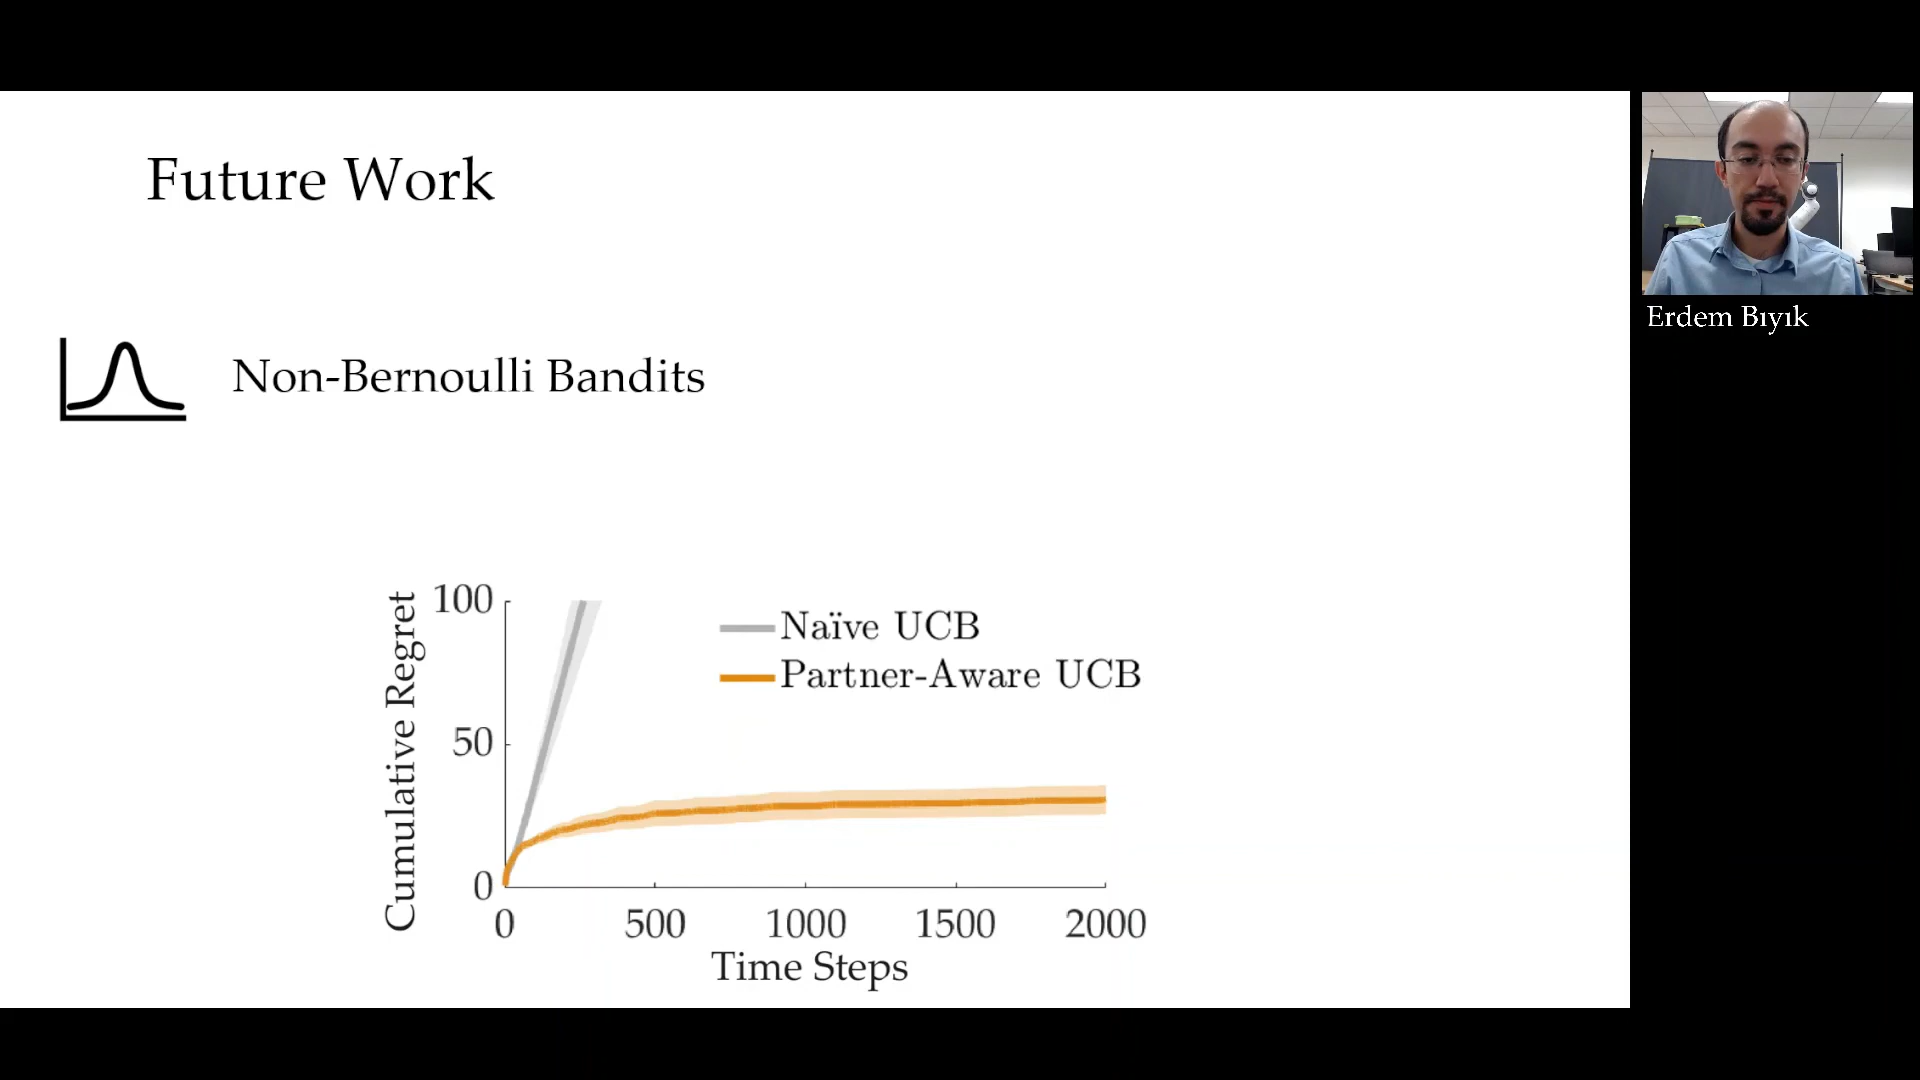 Future Work
Erdem Bıyık
Non-Bernoulli Bandits
Cumulative Regret
100
50
0
Naïve UCB
Partner-Aware UCB
0 500 1000 1500 2000
Time Steps